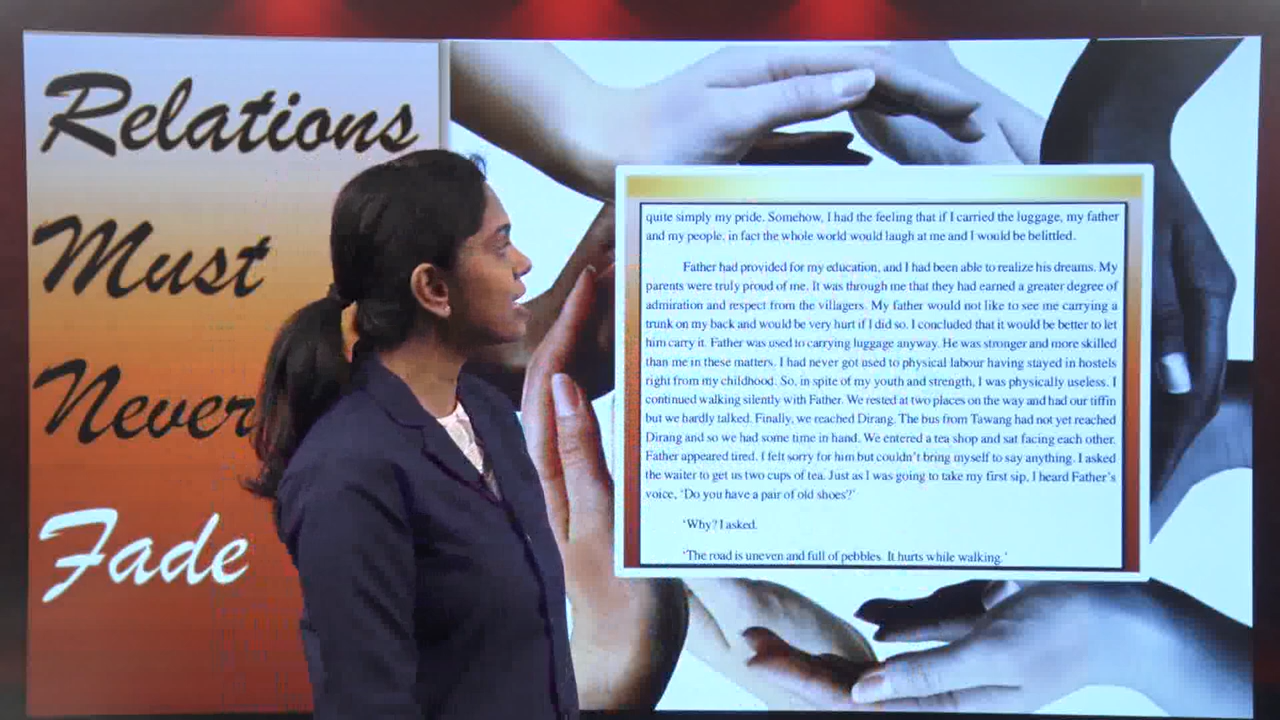 Relations
Must
Never
Fade
quite simply my pride. Somehow, I had the feeling that if I carried the luggage, my father
and my people, in fact the whole world would laugh at me and I would be belittled.
Father had provided for my education, and I had been able to realize his dreams. My
parents were truly proud of me. It was through me that they had earned a greater degree of
admiration and respect from the villagers. My father would not like to see me carrying a
trunk on my back and would be very hurt if I did so. I concluded that it would be better to let
him carry it. Father was used to carrying luggage anyway. He was stronger and more skilled
than me in these matters. I had never got used to physical labour having stayed in hostels
right from my childhood. So, in spite of my youth and strength, I was physically useless. I
continued walking silently with Father. We rested at two places on the way and had our tiffin
but we hardly talked. Finally, we reached Dirang. The bus from Tawang had not yet reached
Dirang and so we had some time in hand. We entered a tea shop and sat facing each other.
Father appeared tired. I felt sorry for him but couldn't bring myself to say anything. I asked
the waiter to get us two cups of tea. Just as I was going to take my first sip, I heard Father's
voice, 'Do you have a pair of old shoes?'
'Why? I asked.
'The road is uneven and full of pebbles. It hurts while walking.'